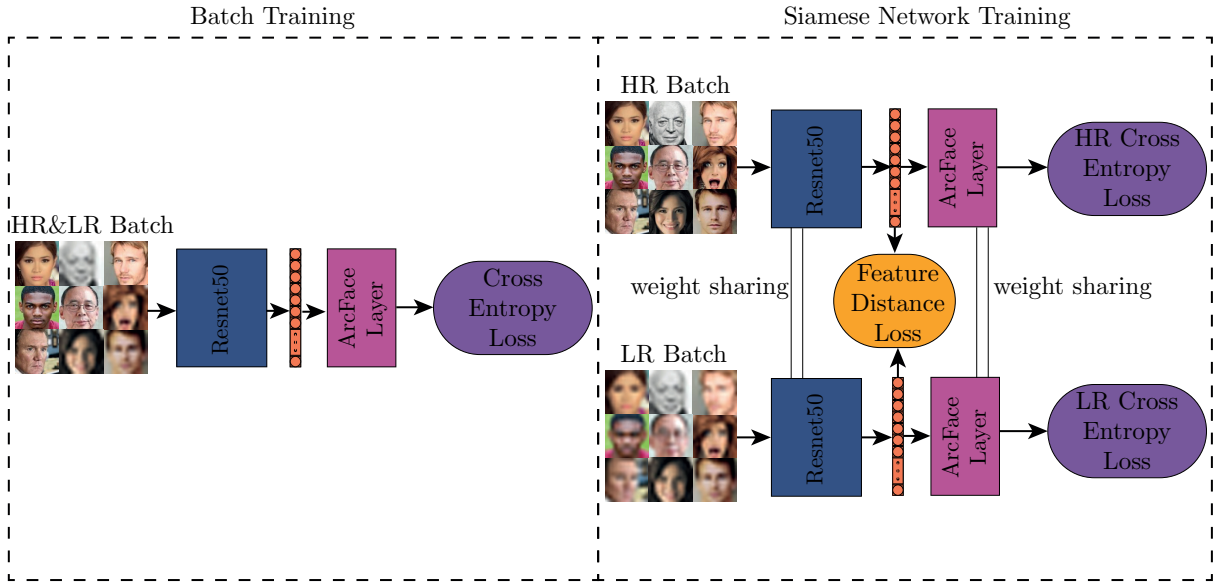 Batch Training
HR&LR Batch
Resnet50
ArcFace
Layer
Cross
Entropy
Loss
Siamese Network Training
HR Batch
Resnet50
ArcFace
Layer
HR Cross
Entropy
Loss
weight sharing
Feature
Distance
Loss
weight sharing
LR Batch
Resnet50
ArcFace
Layer
LR Cross
Entropy
Loss